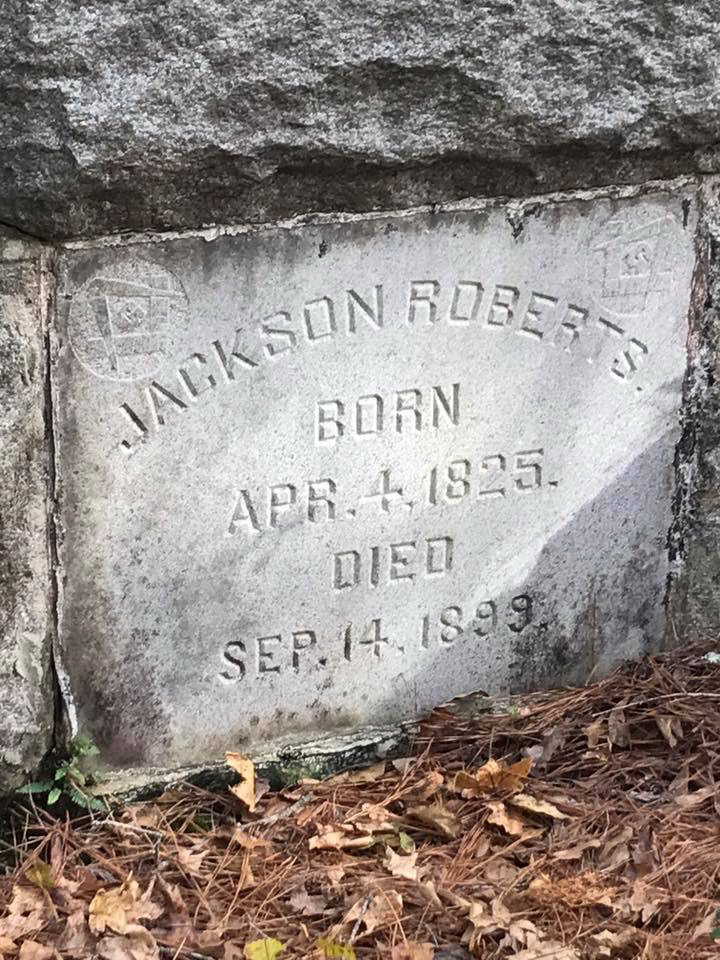 JACKSON ROBERTS.
BORN
APR. 4, 1825.
DIED
SEP. 14, 1899.